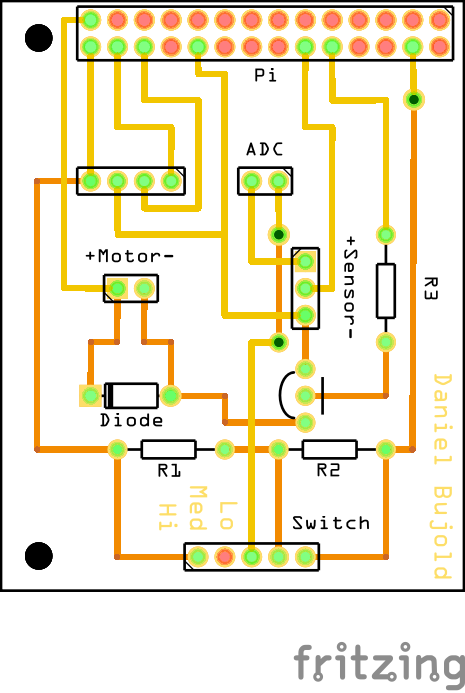 Pi
ADC
+Motor-
+Sensor-
R3
Diode
R1
R2
Daniel Bujold
Hi
Med
Lo
Switch
fritzing